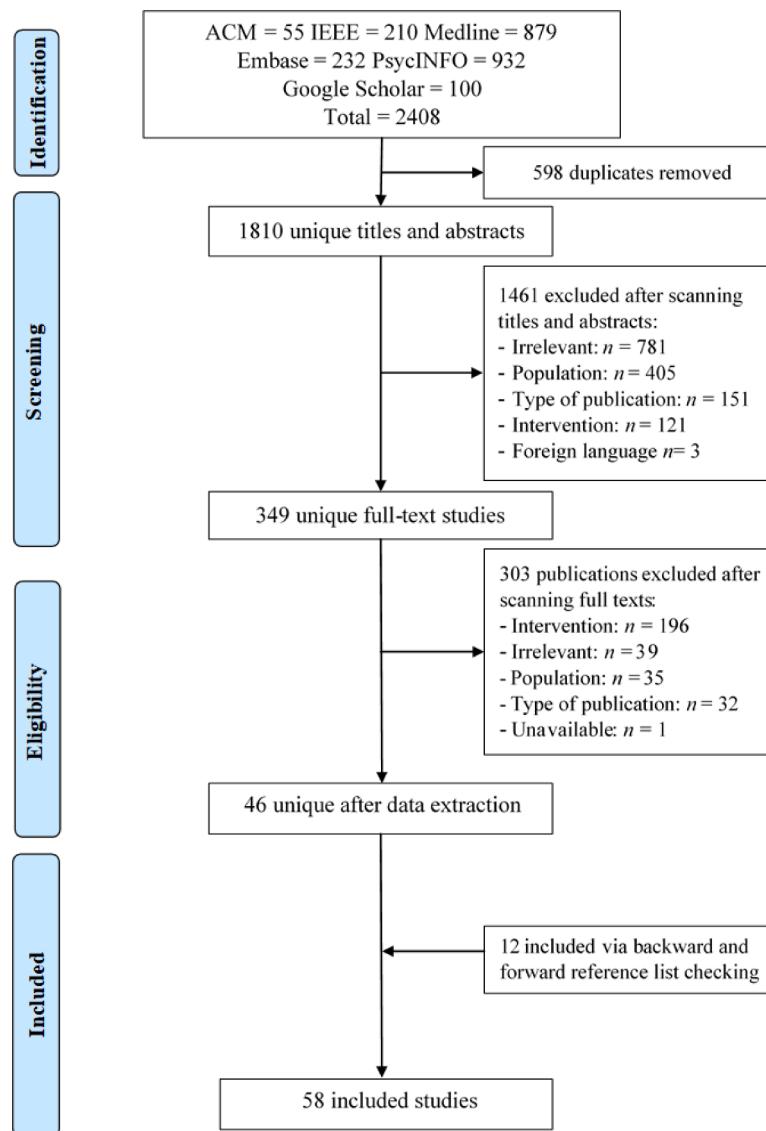 Identification
ACM = 55 IEEE = 210 Medline = 879
Embase = 232 PsycINFO = 932
Google Scholar = 100
Total = 2408
598 duplicates removed
Screening
1810 unique titles and abstracts
1461 excluded after scanning
titles and abstracts:
- Irrelevant: n = 781
- Population: n = 405
- Type of publication: n = 151
- Intervention: n = 121
- Foreign language n= 3
349 unique full-text studies
Eligibility
303 publications excluded after
scanning full texts:
- Intervention: n = 196
- Irrelevant: n = 39
- Population: n = 35
- Type of publication: n = 32
- Unavailable: n = 1
46 unique after data extraction
Included
12 included via backward and
forward reference list checking
58 included studies